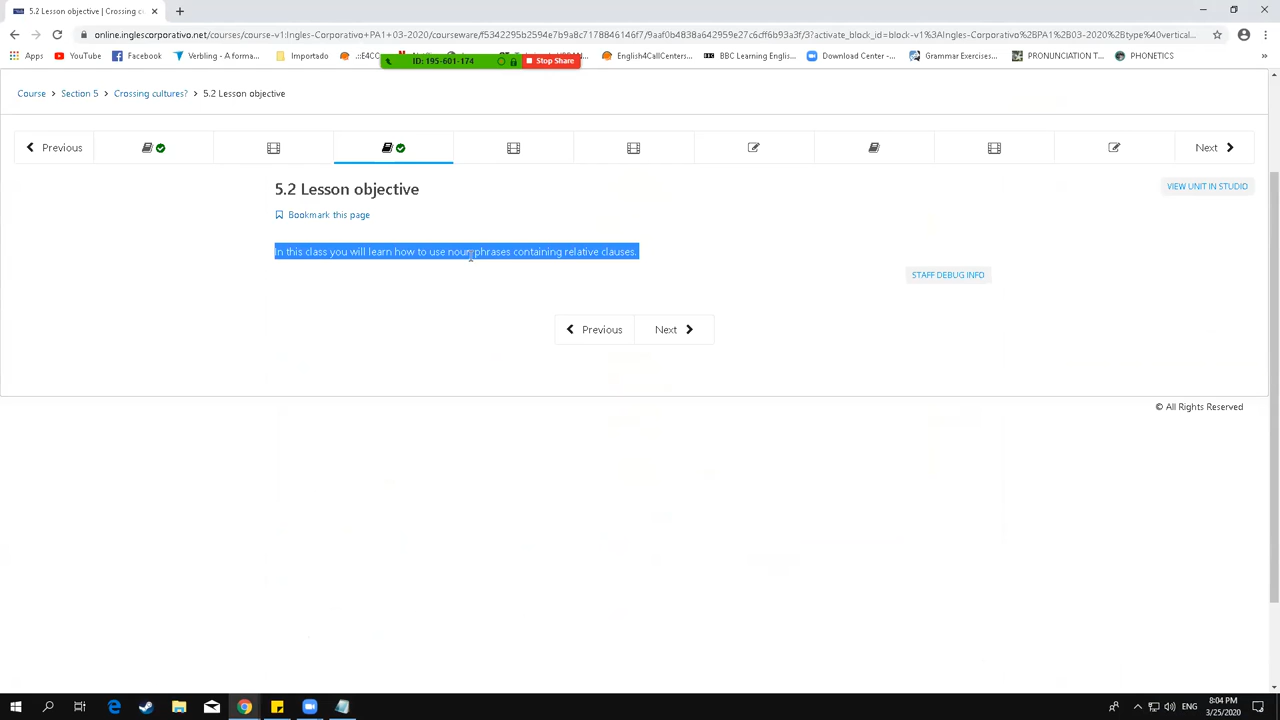 5.2 Lesson objective | Crossing cu
online.inglescorporativo.net/courses/course-v1:Ingles-Corporativo+PA1+03-2020/courseware/f5342295b2594e7b9a8c7178846146f7/9aaf0b4838a642959e27c6cff6b93a3f/3?activate_block_id=block-v1%3AIngles-Corporativo%2BPA1%2B03-2020%2Btype%40vertical...
Apps YouTube Facebook Verbling - A forma... Importado English4CallCenters... BBC Learning Englis... Download Center -... Grammar Exercises... PRONUNCIATION T... PHONETICS »
ID: 195-601-174 Stop Share
Course > Section 5 > Crossing cultures? > 5.2 Lesson objective
Previous Next
5.2 Lesson objective
VIEW UNIT IN STUDIO
Bookmark this page
In this class you will learn how to use noun phrases containing relative clauses.
STAFF DEBUG INFO
Previous Next
© All Rights Reserved
ENG
8:04 PM
3/25/2020